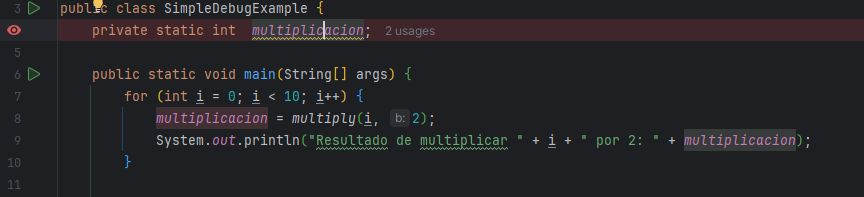 3 public class SimpleDebugExample {
private static int multiplicacion; 2 usages
5
6 public static void main(String[] args) {
7 for (int i = 0; i < 10; i++) {
8 multiplicacion = multiply(i, b: 2);
9 System.out.println("Resultado de multiplicar " + i + " por 2: " + multiplicacion);
10 }
11